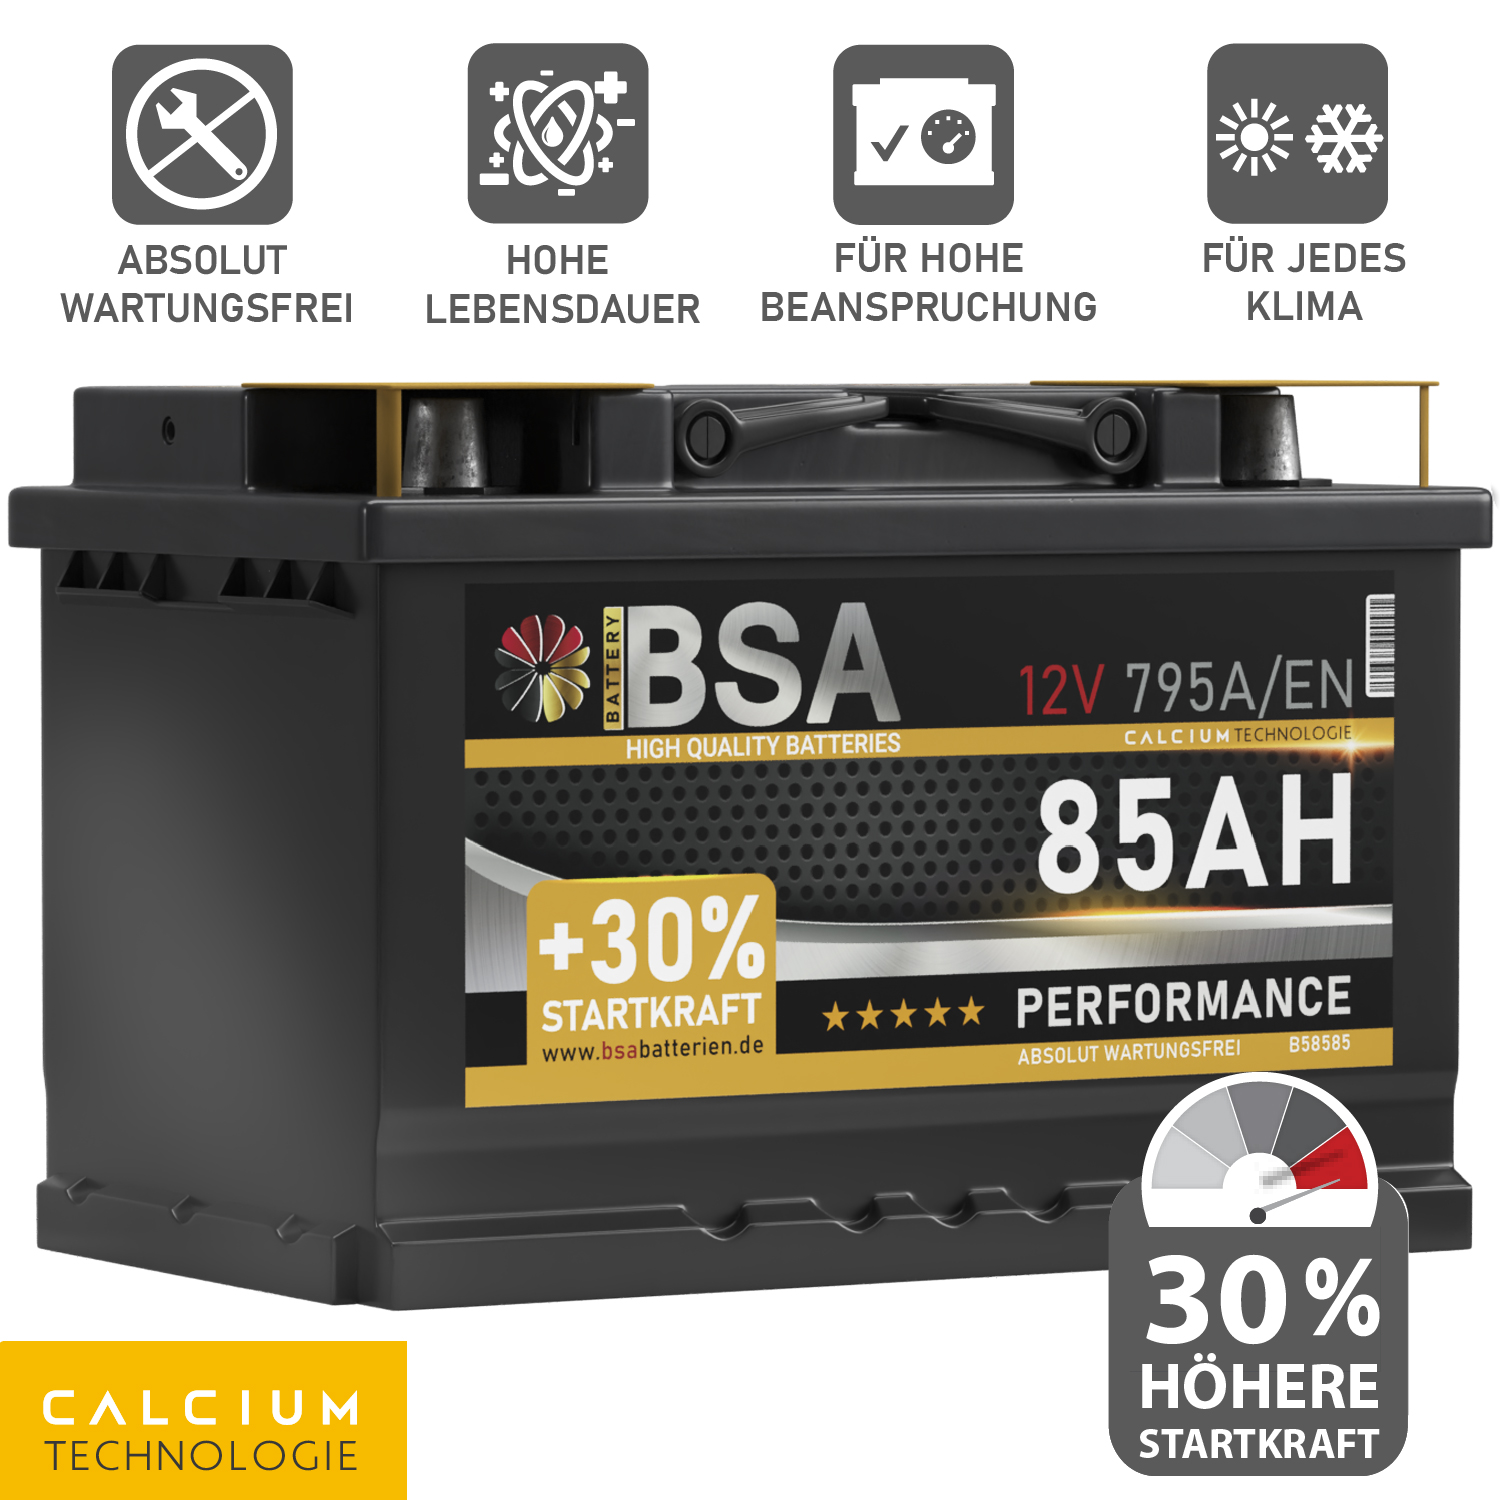 ABSOLUT
WARTUNGSFREI
HOHE
LEBENSDAUER
FÜR HOHE
BEANSPRUCHUNG
FÜR JEDES
KLIMA
BATTERY
BSA
HIGH QUALITY BATTERIES
12V 795A/EN
CALCIUM TECHNOLOGIE
85AH
+30%
STARTKRAFT
www.bsabatterien.de
PERFORMANCE
ABSOLUT WARTUNGSFREI B58585
30%
HÖHERE
STARTKRAFT
CALCIUM
TECHNOLOGIE